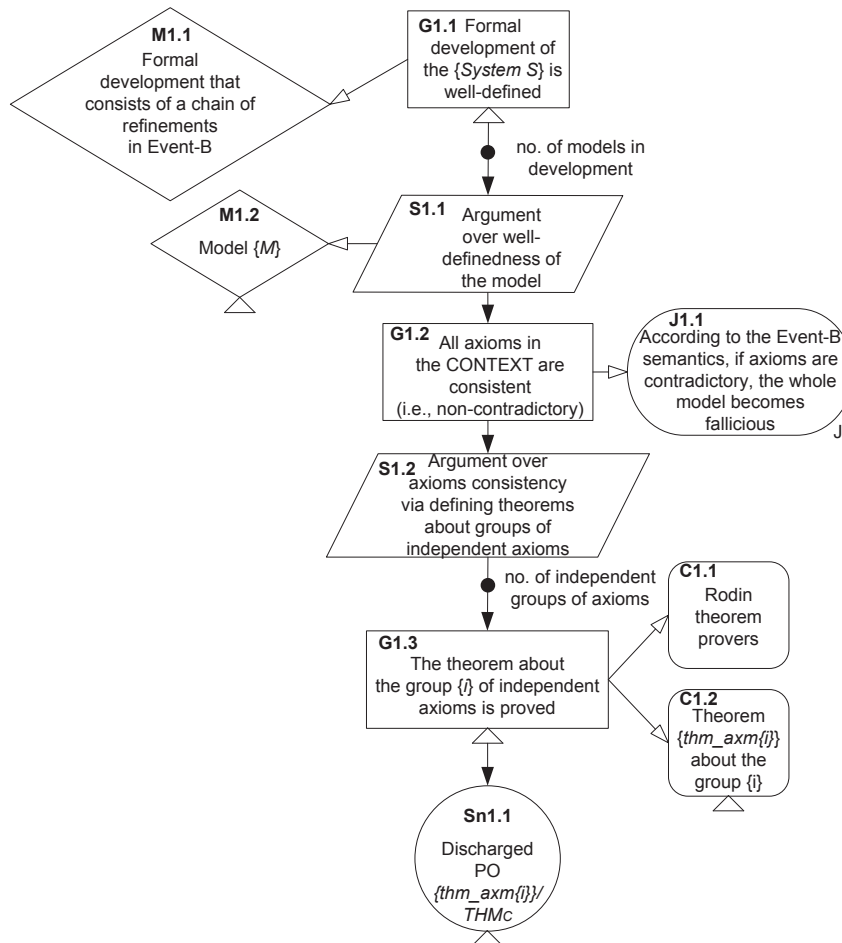 M1.1
Formal
development that
consists of a chain of
refinements
in Event-B
G1.1 Formal
development of
the {System S} is
well-defined
no. of models in
development
M1.2
Model {M}
S1.1
Argument
over well-
definedness of
the model
G1.2
All axioms in
the CONTEXT are
consistent
(i.e., non-contradictory)
J1.1
According to the Event-B
semantics, if axioms are
contradictory, the whole
model becomes
fallicious
J
S1.2
Argument over
axioms consistency
via defining theorems
about groups of
independent axioms
no. of independent
groups of axioms
G1.3
The theorem about
the group {i} of independent
axioms is proved
C1.1
Rodin
theorem
provers
C1.2
Theorem
{thm_axm{i}}
about the
group {i}
Sn1.1
Discharged
PO
{thm_axm{i}}/
THMc